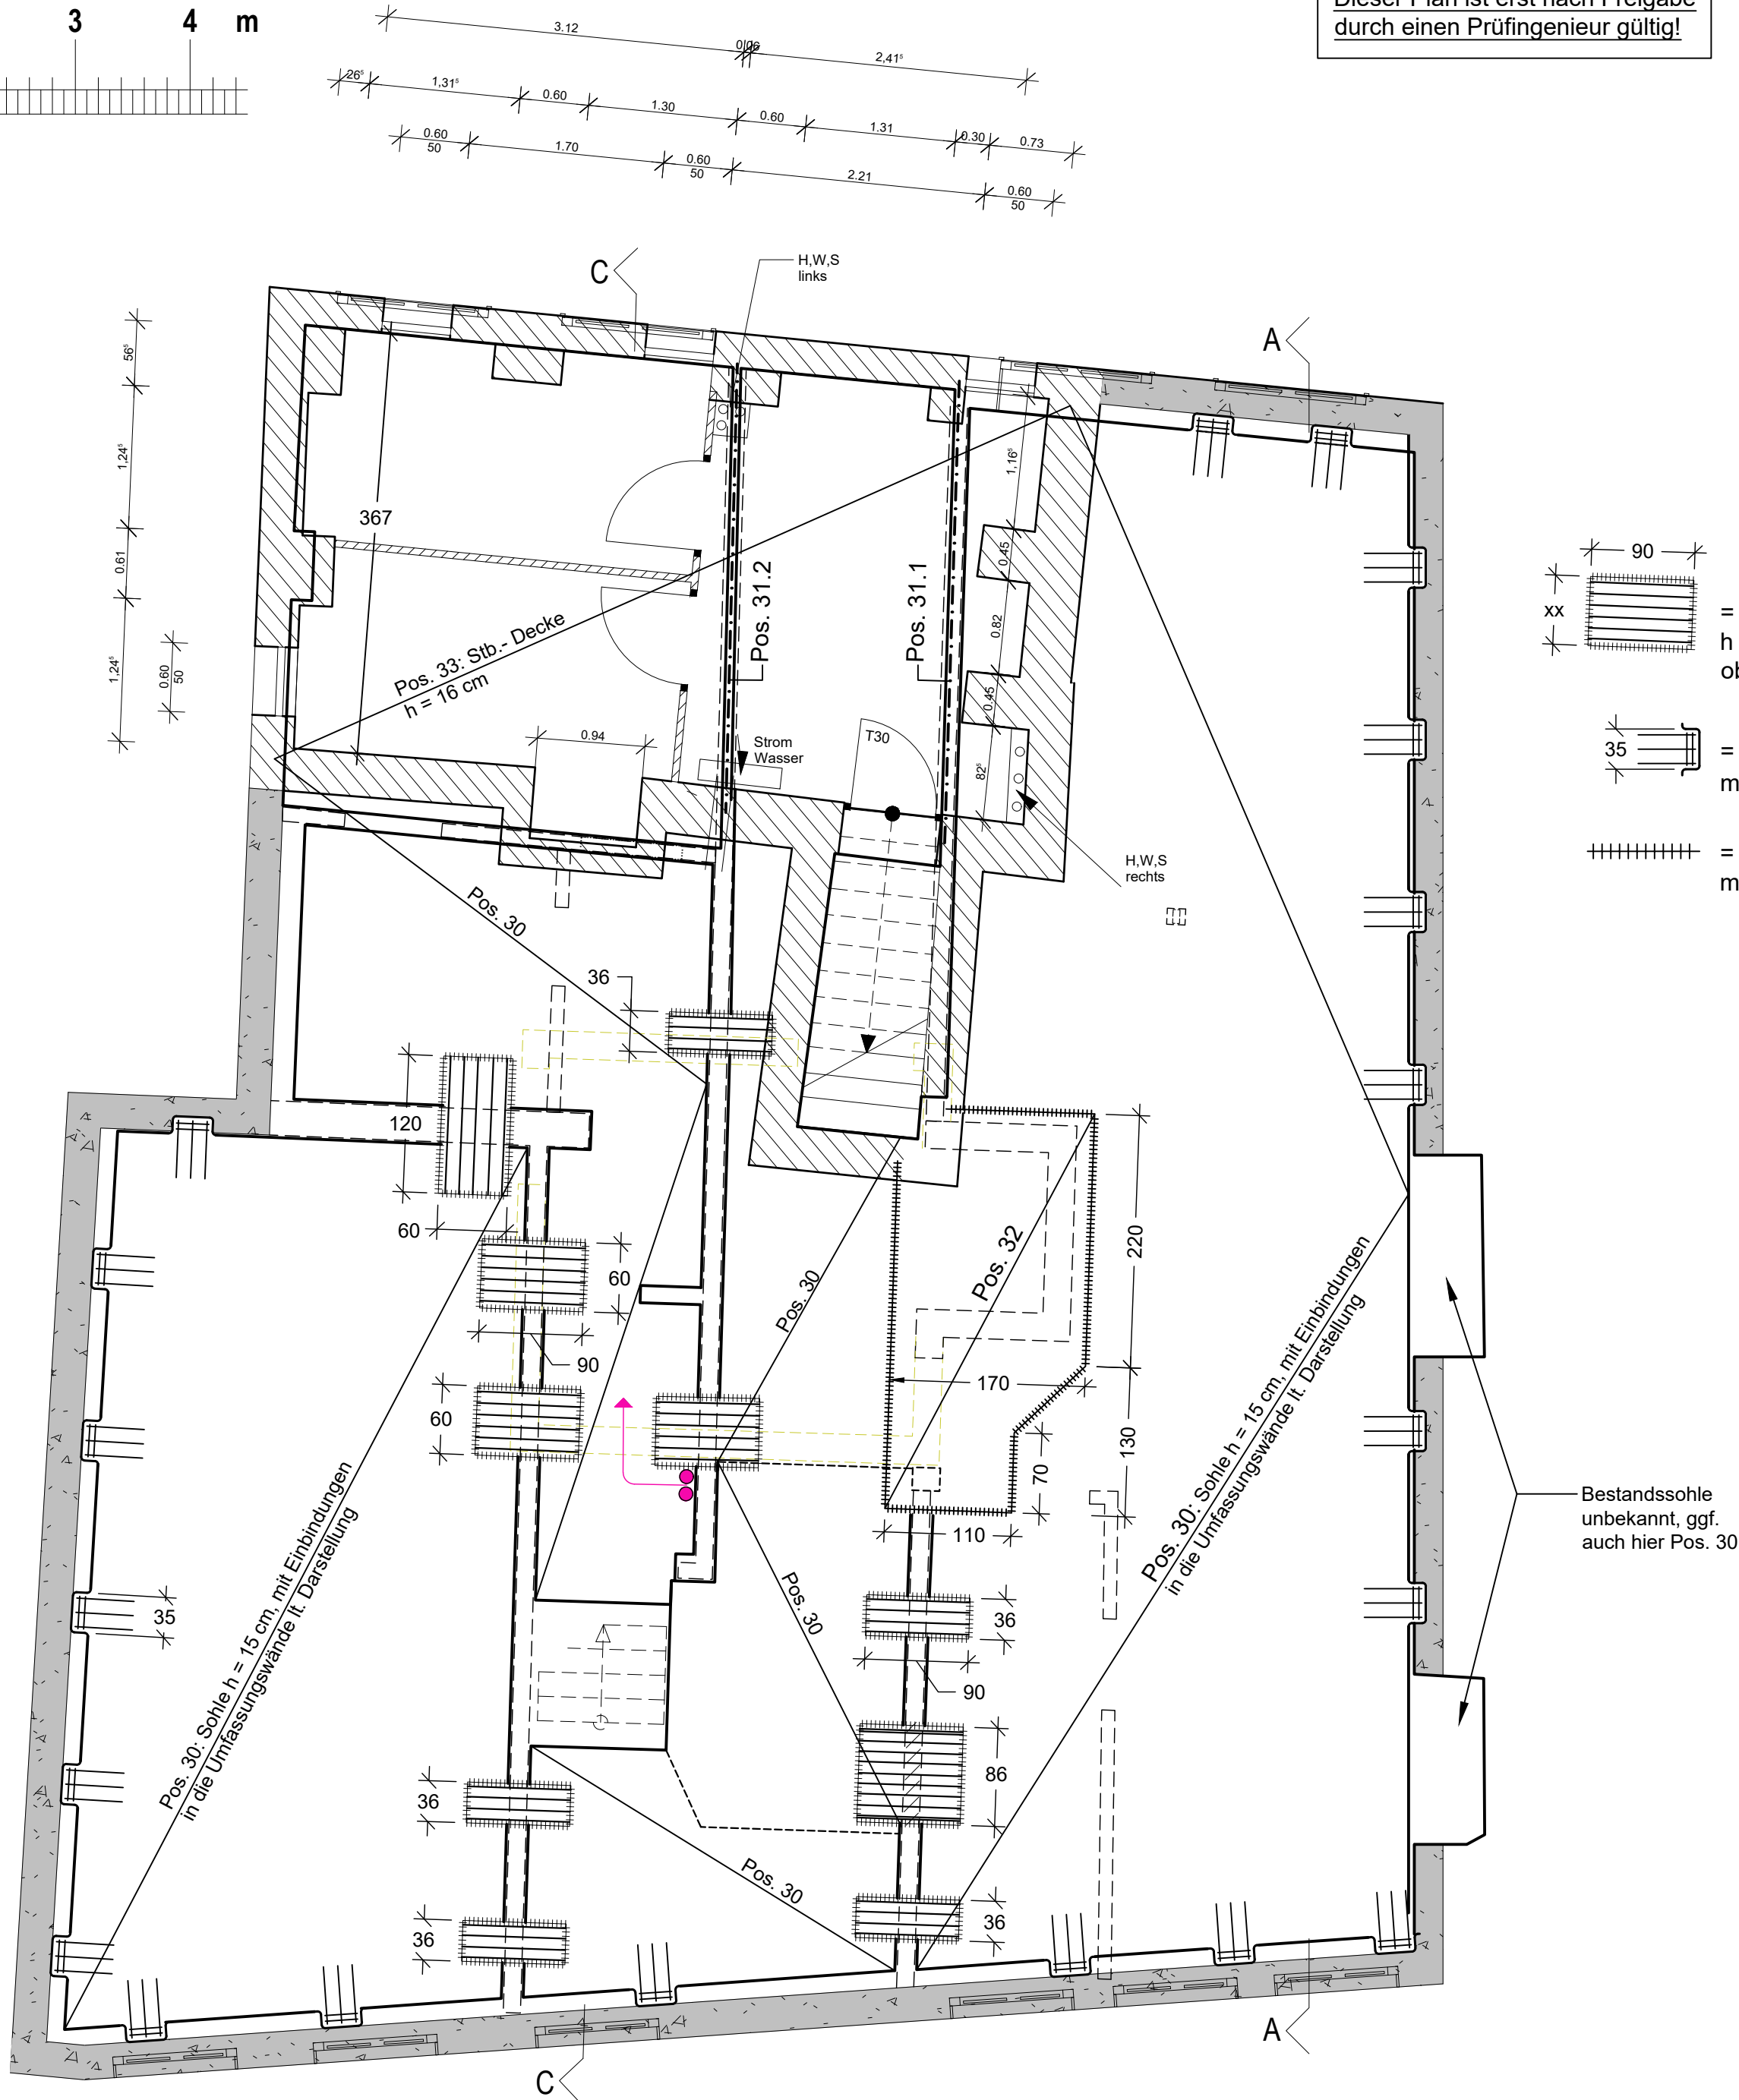 3 4 m
Dieser Plan ist erst nach Freigabe
durch einen Prüfingenieur gültig!
3.12 0,06 2,41⁵
26⁵ 1,31⁵ 0.60 1.30 0.60 1.31 0.30 0.73
0.60 1.70 0.60 2.21 0.60
50 50 50
C
H,W,S
links
A
56⁵
1,24⁵
0.61
1,24⁵
0.60
50
367
1,16⁵
0.45
0.82
0.45
82⁵
Pos. 31.2
Pos. 31.1
Pos. 33: Stb.- Decke
h = 16 cm
0.94
Strom
Wasser
T30
H,W,S
rechts
90
xx
=
h
35
=
m
=
m
Pos. 30
36
120
60
60
90
60
Pos. 30
Pos. 32
220
170
130
70
110
Pos. 30: Sohle h = 15 cm, mit Einbindungen
in die Umfassungswände lt. Darstellung
Pos. 30: Sohle h = 15 cm, mit Einbindungen
in die Umfassungswände lt. Darstellung
Bestandssohle
unbekannt, ggf.
auch hier Pos. 30
35
Pos. 30
36
90
86
36
36
Pos. 30
36
A
C